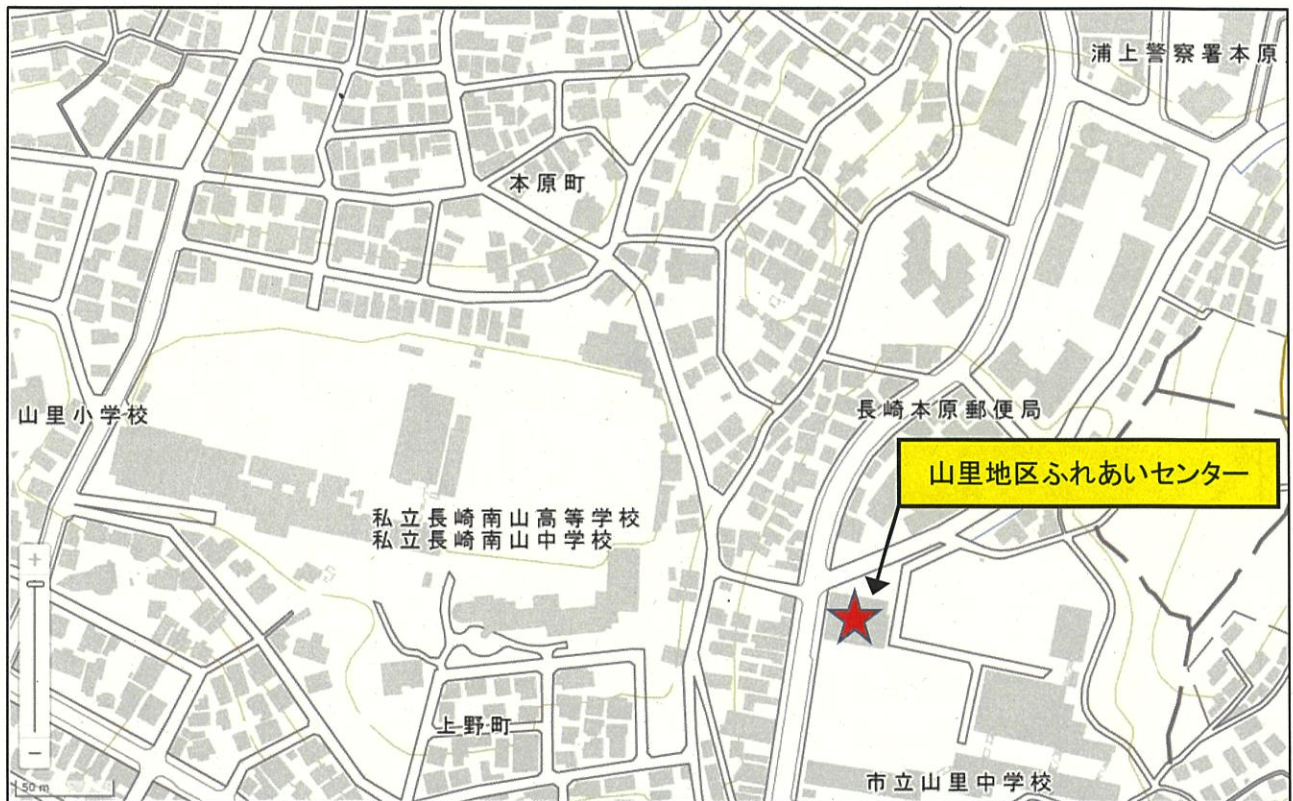 浦上警察署本原
本原町
山里小学校
長崎本原郵便局
山里地区ふれあいセンター
私立長崎南山高等学校
私立長崎南山中学校
上野町
市立山里中学校
+
−
50 m